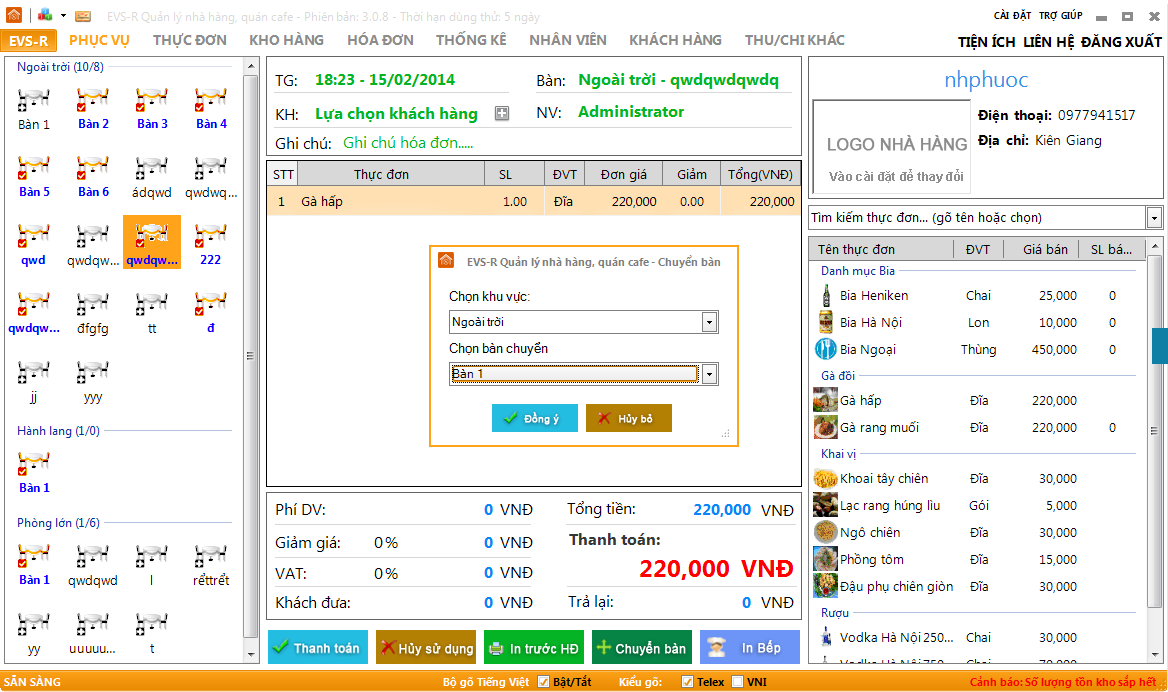 EVS-R Quản lý nhà hàng, quán cafe - Phiên bản: 3.0.8 - Thời hạn dùng thử: 5 ngày
CÀI ĐẶT TRỢ GIÚP
EVS-R PHỤC VỤ THỰC ĐƠN KHO HÀNG HÓA ĐƠN THỐNG KÊ NHÂN VIÊN KHÁCH HÀNG THU/CHI KHÁC
TIỆN ÍCH LIÊN HỆ ĐĂNG XUẤT
Ngoài trời (10/8)
Bàn 1 Bàn 2 Bàn 3 Bàn 4
Bàn 5 Bàn 6 ádqwd qwdwq...
qwd qwdqw... qwdqw... 222
qwdqw... đfgfg tt đ
jj yyy
Hành lang (1/0)
Bàn 1
Phòng lớn (1/6)
Bàn 1 qwdqwd l rểttrết
yy uuuuu... t
TG: 18:23 - 15/02/2014 Bàn: Ngoài trời - qwdqwdqwdq
KH: Lựa chọn khách hàng NV: Administrator
Ghi chú: Ghi chú hóa đơn.....
STT Thực đơn SL ĐVT Đơn giá Giảm Tổng(VNĐ)
1 Gà hấp 1.00 Đĩa 220,000 0.00 220,000
EVS-R Quản lý nhà hàng, quán cafe - Chuyển bàn
Chọn khu vực:
Ngoài trời
Chọn bàn chuyển
Bàn 1
Đồng ý Hủy bỏ
Phí DV: 0 VNĐ Tổng tiền: 220,000 VNĐ
Giảm giá: 0% 0 VNĐ Thanh toán:
VAT: 0% 0 VNĐ 220,000 VNĐ
Khách đưa: 0 VNĐ Trả lại: 0 VNĐ
Thanh toán Hủy sử dụng In trước HĐ Chuyển bàn In Bếp
nhphuoc
LOGO NHÀ HÀNG
Vào cài đặt để thay đổi
Điện thoại: 0977941517
Địa chỉ: Kiên Giang
Tìm kiếm thực đơn... (gõ tên hoặc chọn)
Tên thực đơn ĐVT Giá bán SL bá...
Danh mục Bia
Bia Heniken Chai 25,000 0
Bia Hà Nội Lon 10,000 0
Bia Ngoại Thùng 450,000 0
Gà đồi
Gà hấp Đĩa 220,000
Gà rang muối Đĩa 220,000 0
Khai vị
Khoai tây chiên Đĩa 30,000
Lạc rang húng lìu Gói 5,000
Ngô chiên Đĩa 30,000
Phồng tôm Đĩa 15,000
Đậu phụ chiên giòn Đĩa 30,000
Rượu
Vodka Hà Nội 250... Chai 30,000
Vodka Hà Nội 750... Chai 70,000
SẴN SÀNG Bộ gõ Tiếng Việt Bật/Tắt Kiểu gõ: Telex VNI Cảnh báo: Số lượng tồn kho sắp hết